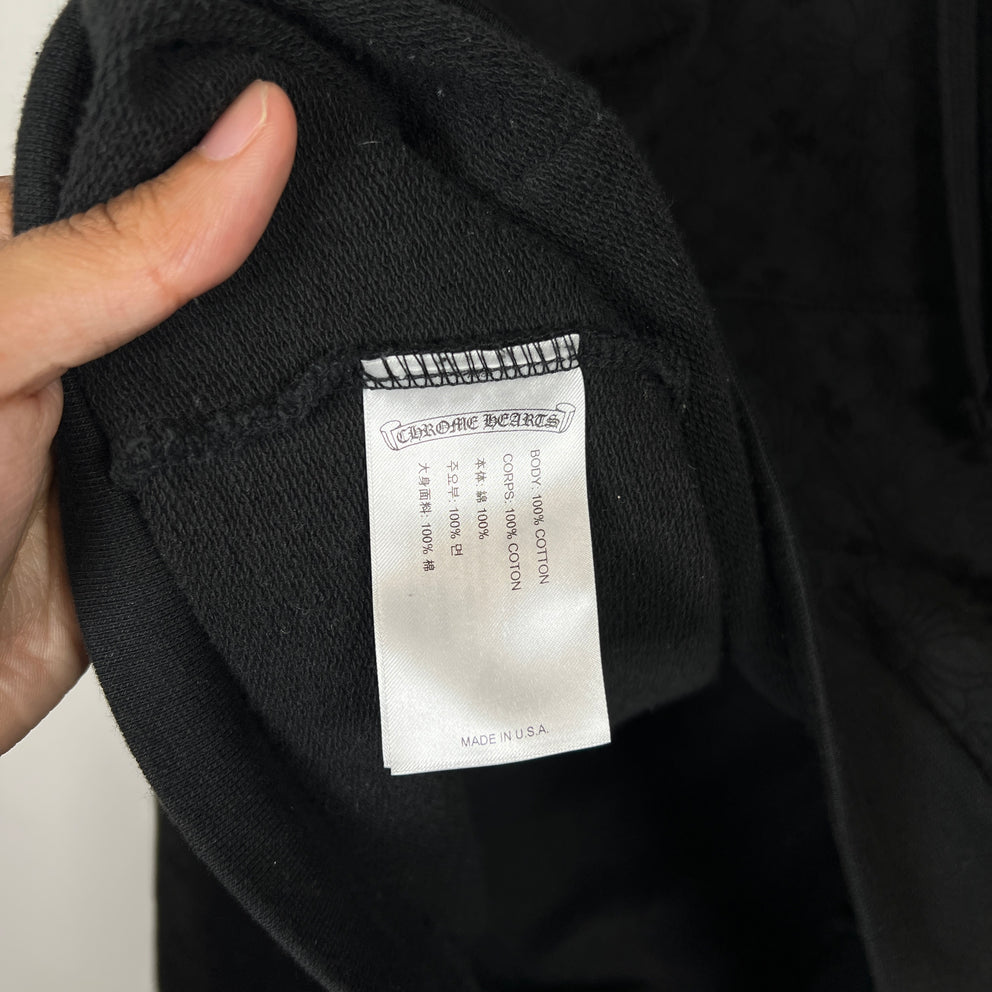 CHROME HEARTS
BODY: 100% COTTON
CORPS: 100% COTON
本体: 綿 100%
주요부: 100% 면
大身面料: 100% 棉
MADE IN U.S.A.